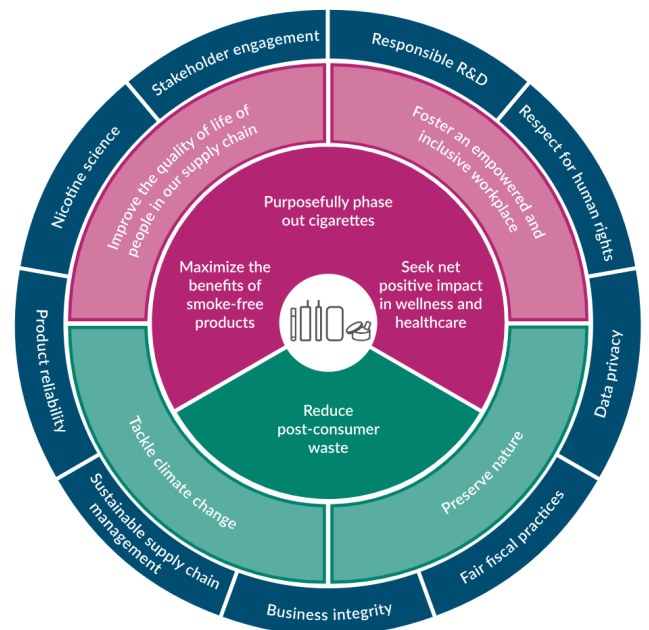 Stakeholder engagement
Responsible R&D
Respect for human rights
Data privacy
Fair fiscal practices
Business integrity
Sustainable supply chain
management
Product reliability
Nicotine science
Improve the quality of life of
people in our supply chain
Foster an empowered and
inclusive workplace
Preserve nature
Tackle climate change
Purposefully phase
out cigarettes
Maximize the
benefits of
smoke-free
products
Seek net
positive impact
in wellness and
healthcare
Reduce
post-consumer
waste